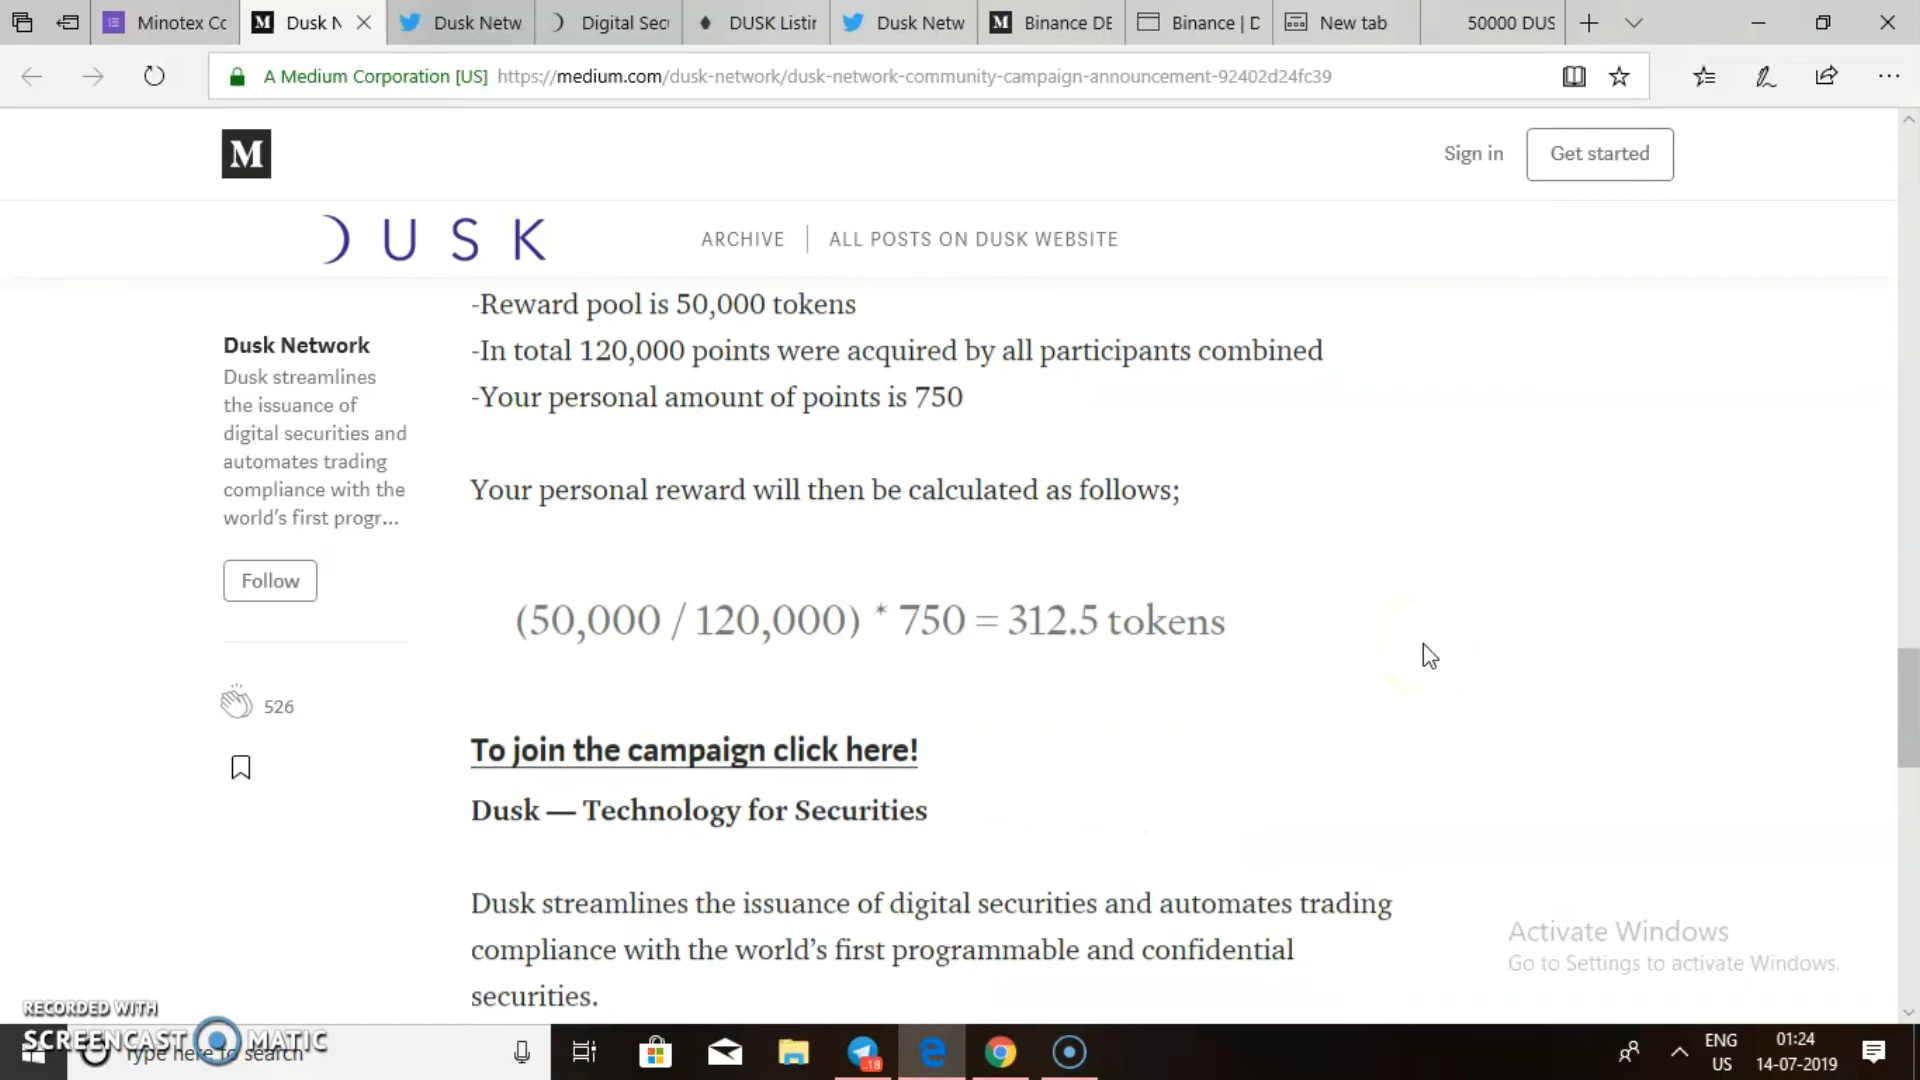 Minotex Cc
Dusk N
Dusk Netw
Digital Sec
DUSK Listin
Dusk Netw
Binance DE
Binance | D
New tab
50000 DUS
A Medium Corporation [US] https://medium.com/dusk-network/dusk-network-community-campaign-announcement-92402d24fc39
M
Sign in
Get started
DUSK
ARCHIVE
ALL POSTS ON DUSK WEBSITE
-Reward pool is 50,000 tokens
-In total 120,000 points were acquired by all participants combined
-Your personal amount of points is 750
Your personal reward will then be calculated as follows;
(50,000 / 120,000) * 750 = 312.5 tokens
To join the campaign click here!
Dusk — Technology for Securities
Dusk streamlines the issuance of digital securities and automates trading
compliance with the world's first programmable and confidential
securities.
Dusk Network
Dusk streamlines
the issuance of
digital securities and
automates trading
compliance with the
world's first progr...
Follow
526
Activate Windows
Go to Settings to activate Windows.
RECORDED WITH
SCREENCAST MATIC
Type here to search
18
ENG
US
01:24
14-07-2019